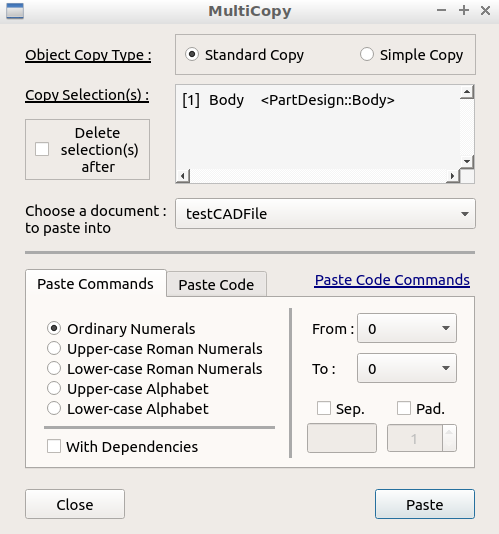 MultiCopy
Object Copy Type :
Standard Copy
Simple Copy
Copy Selection(s) :
[1] Body <PartDesign::Body>
Delete
selection(s)
after
Choose a document :
to paste into
testCADFile
Paste Commands
Paste Code
Paste Code Commands
Ordinary Numerals
Upper-case Roman Numerals
Lower-case Roman Numerals
Upper-case Alphabet
Lower-case Alphabet
With Dependencies
From :
0
To :
0
Sep.
Pad.
1
Close
Paste